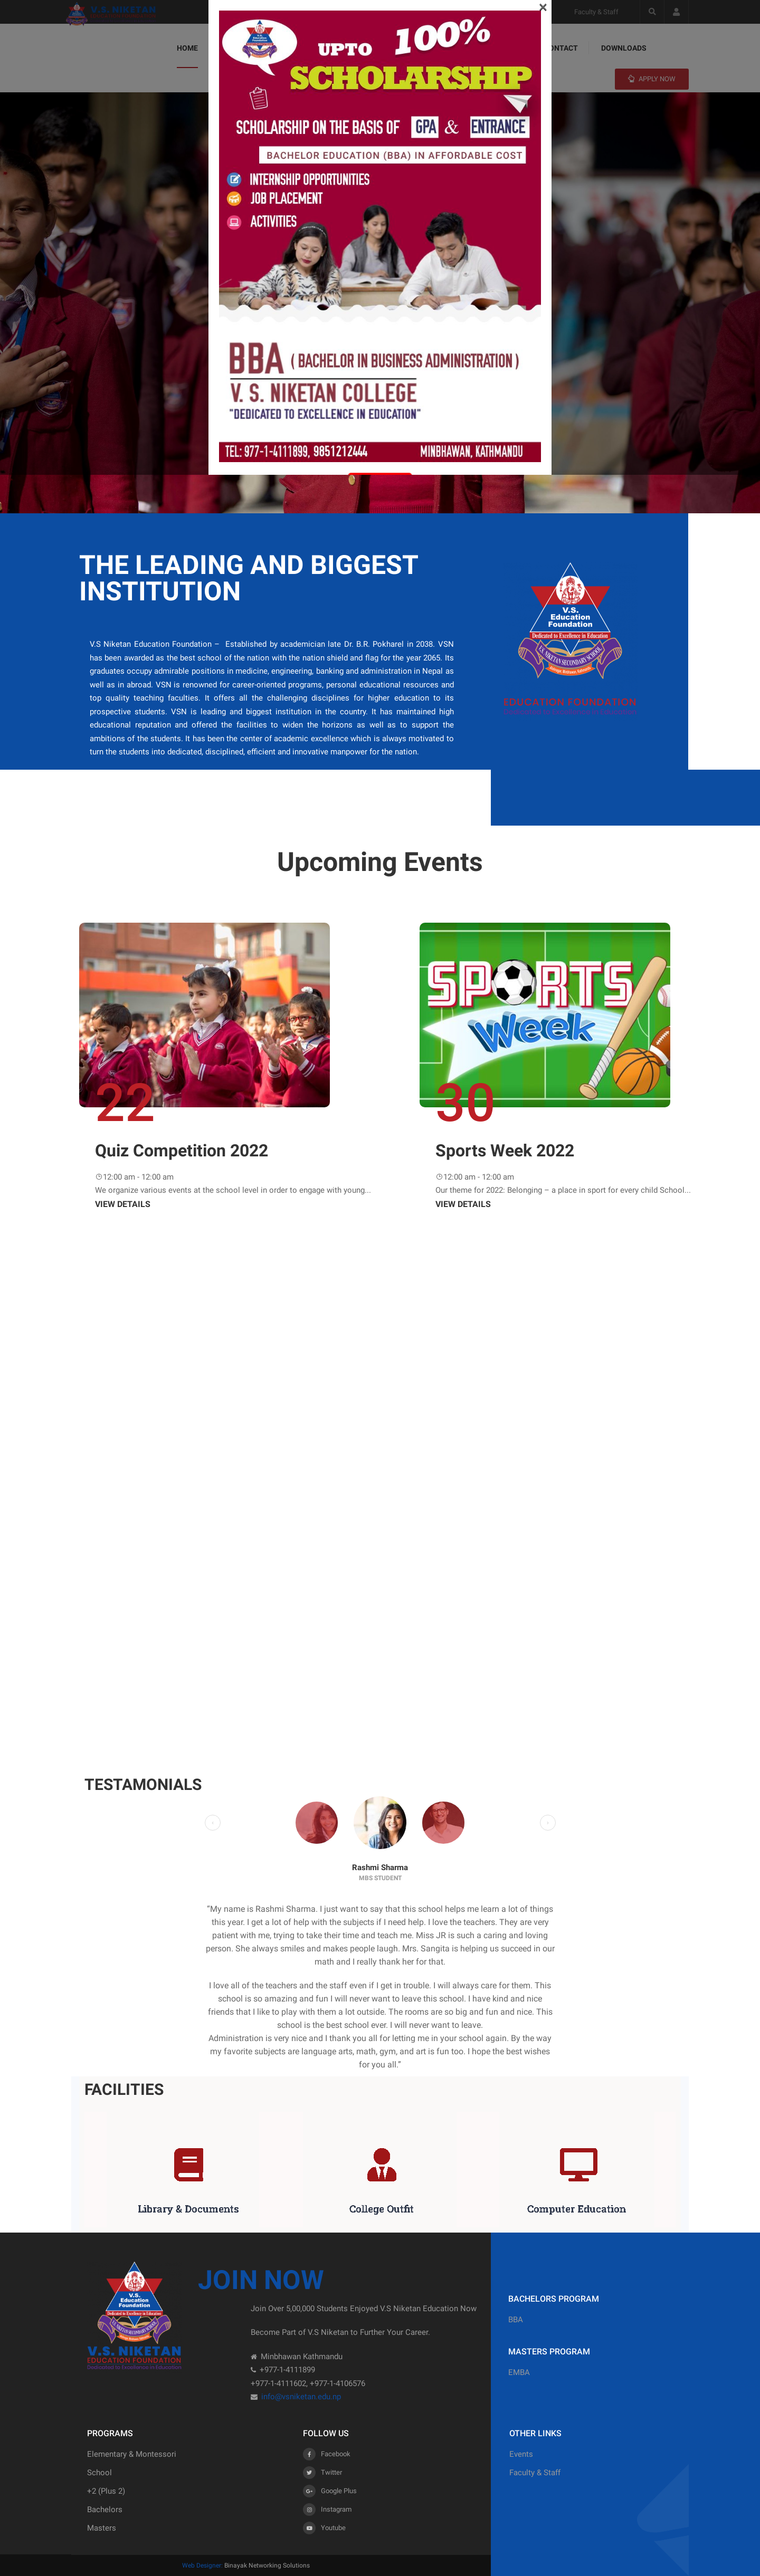 V.S. NIKETAN
Faculty & Staff
×
HOME
CONTACT
DOWNLOADS
APPLY NOW
UPTO 100%
SCHOLARSHIP
SCHOLARSHIP ON THE BASIS OF GPA & ENTRANCE
BACHELOR EDUCATION (BBA) IN AFFORDABLE COST
INTERNSHIP OPPORTUNITIES
JOB PLACEMENT
ACTIVITIES
BBA ( BACHELOR IN BUSINESS ADMINISTRATION )
V. S. NIKETAN COLLEGE
"DEDICATED TO EXCELLENCE IN EDUCATION"
TEL: 977-1-4111899, 9851212444 MINBHAWAN, KATHMANDU
THE LEADING AND BIGGEST
INSTITUTION
V.S Niketan Education Foundation – Established by academician late Dr. B.R. Pokharel in 2038. VSN
has been awarded as the best school of the nation with the nation shield and flag for the year 2065. Its
graduates occupy admirable positions in medicine, engineering, banking and administration in Nepal as
well as in abroad. VSN is renowned for career-oriented programs, personal educational resources and
top quality teaching faculties. It offers all the challenging disciplines for higher education to its
prospective students. VSN is leading and biggest institution in the country. It has maintained high
educational reputation and offered the facilities to widen the horizons as well as to support the
ambitions of the students. It has been the center of academic excellence which is always motivated to
turn the students into dedicated, disciplined, efficient and innovative manpower for the nation.
V.S.
Education
Foundation
Dedicated to Excellence in Education
V.S. NIKETAN SECONDARY SCHOOL
EDUCATION FOUNDATION
Upcoming Events
SPORTS
Week
22
30
Quiz Competition 2022
12:00 am - 12:00 am
We organize various events at the school level in order to engage with young...
VIEW DETAILS
Sports Week 2022
12:00 am - 12:00 am
Our theme for 2022: Belonging – a place in sport for every child School...
VIEW DETAILS
TESTAMONIALS
Rashmi Sharma
MBS STUDENT
"My name is Rashmi Sharma. I just want to say that this school helps me learn a lot of things
this year. I get a lot of help with the subjects if I need help. I love the teachers. They are very
patient with me, trying to take their time and teach me. Miss JR is such a caring and loving
person. She always smiles and makes people laugh. Mrs. Sangita is helping us succeed in our
math and I really thank her for that.
I love all of the teachers and the staff even if I get in trouble. I will always care for them. This
school is so amazing and fun I will never want to leave this school. I have kind and nice
friends that I like to play with them a lot outside. The rooms are so big and fun and nice. This
school is the best school ever. I will never want to leave.
Administration is very nice and I thank you all for letting me in your school again. By the way
my favorite subjects are language arts, math, gym, and art is fun too. I hope the best wishes
for you all."
FACILITIES
Library & Documents
College Outfit
Computer Education
V.S.
Education
Foundation
Dedicated to Excellence in Education
V.S. NIKETAN
EDUCATION FOUNDATION
Dedicated to Excellence in Education
JOIN NOW
Join Over 5,00,000 Students Enjoyed V.S Niketan Education Now
Become Part of V.S Niketan to Further Your Career.
Minbhawan Kathmandu
+977-1-4111899
+977-1-4111602, +977-1-4106576
info@vsniketan.edu.np
BACHELORS PROGRAM
BBA
MASTERS PROGRAM
EMBA
PROGRAMS
Elementary & Montessori
School
+2 (Plus 2)
Bachelors
Masters
FOLLOW US
Facebook
Twitter
Google Plus
Instagram
Youtube
OTHER LINKS
Events
Faculty & Staff
Web Designer: Binayak Networking Solutions